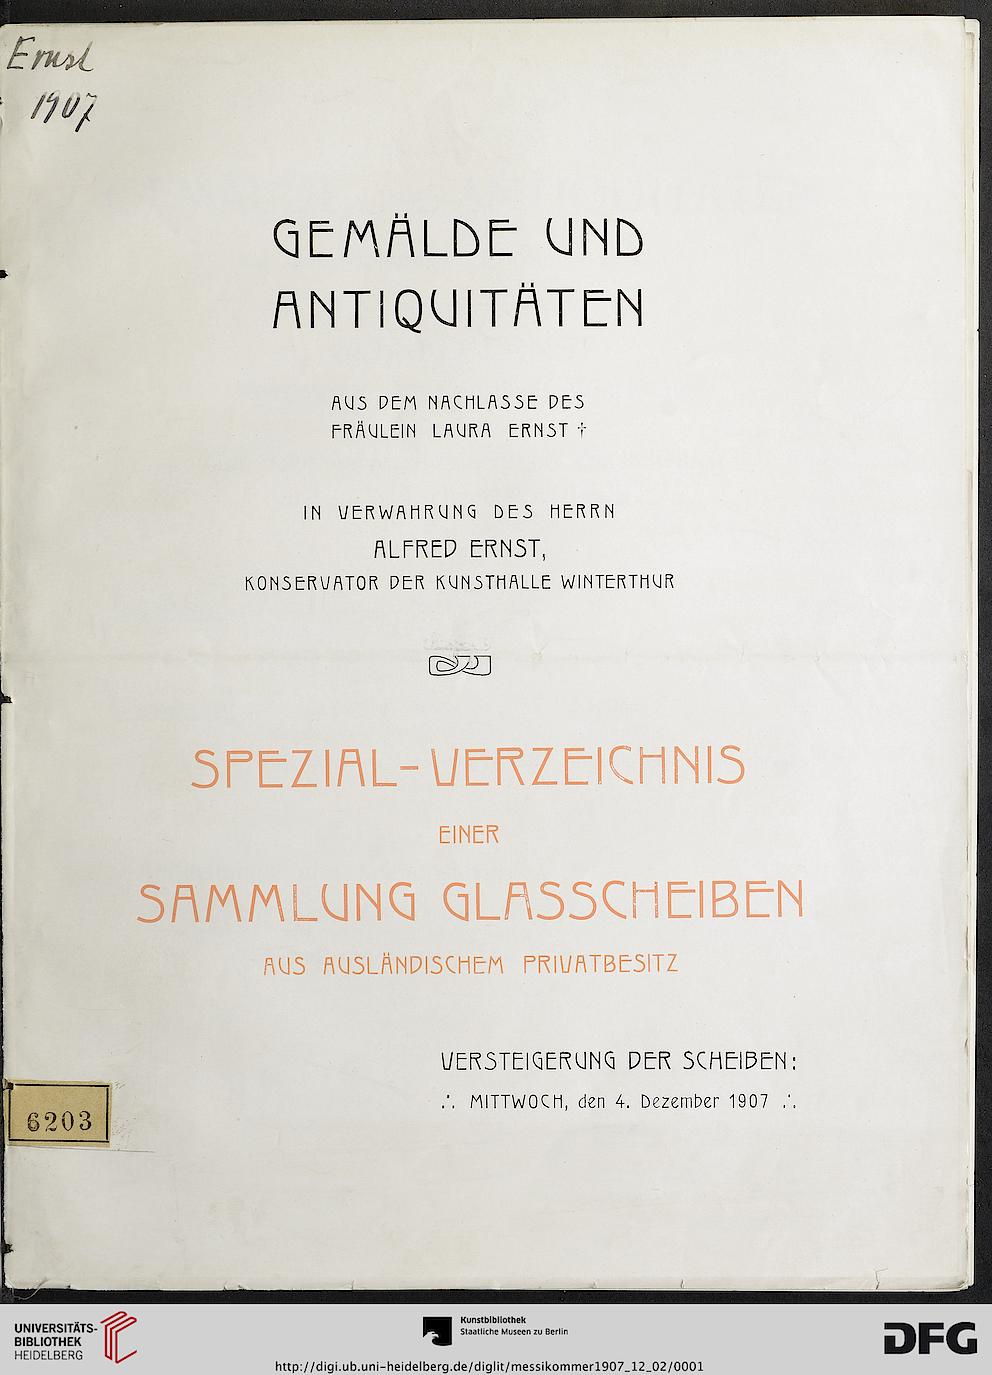 Ernst
1907
GEMÄLDE UND
ANTIQUITÄTEN
AUS DEM NACHLASSE DES
FRÄULEIN LAURA ERNST †
IN VERWAHRUNG DES HERRN
ALFRED ERNST,
KONSERVATOR DER KUNSTHALLE WINTERTHUR
SPEZIAL-VERZEICHNIS
EINER
SAMMLUNG GLASSCHEIBEN
AUS AUSLÄNDISCHEM PRIVATBESITZ
VERSTEIGERUNG DER SCHEIBEN:
∴ MITTWOCH, den 4. Dezember 1907 ∴
6203
UNIVERSITÄTS-
BIBLIOTHEK
HEIDELBERG
Kunstbibliothek
Staatliche Museen zu Berlin
DFG
http://digi.ub.uni-heidelberg.de/diglit/messikommer1907_12_02/0001